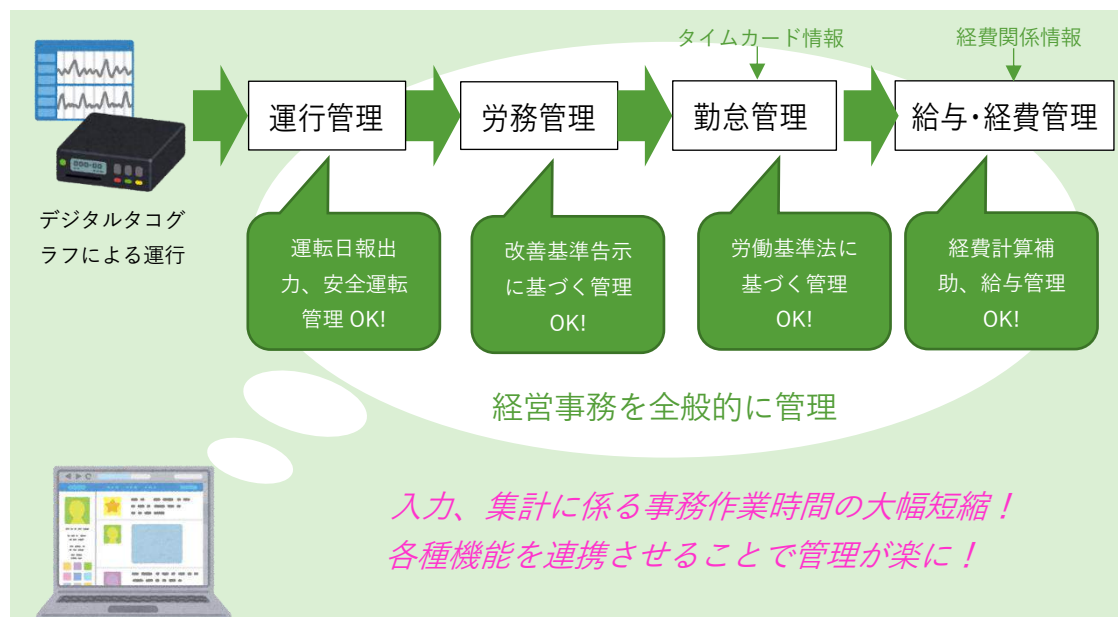 タイムカード情報
経費関係情報
運行管理
労務管理
勤怠管理
給与・経費管理
デジタルタコグ
ラフによる運行
運転日報出
力、安全運転
管理 OK!
改善基準告示
に基づく管理
OK!
労働基準法に
基づく管理
OK!
経費計算補
助、給与管理
OK!
経営事務を全般的に管理
入力、集計に係る事務作業時間の大幅短縮！
各種機能を連携させることで管理が楽に！